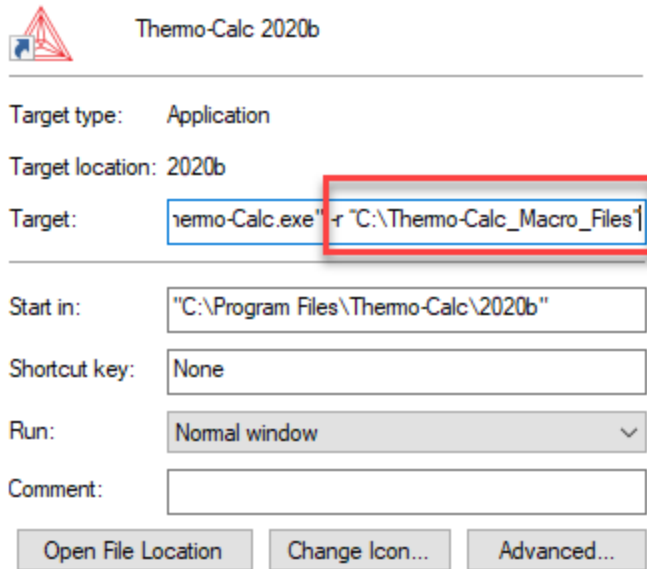 Thermo-Calc 2020b
Target type: Application
Target location: 2020b
Target: hermo-Calc.exe" -r "C:\Thermo-Calc_Macro_Files"
Start in: "C:\Program Files\Thermo-Calc\2020b"
Shortcut key: None
Run: Normal window
Comment:
Open File Location Change Icon... Advanced...